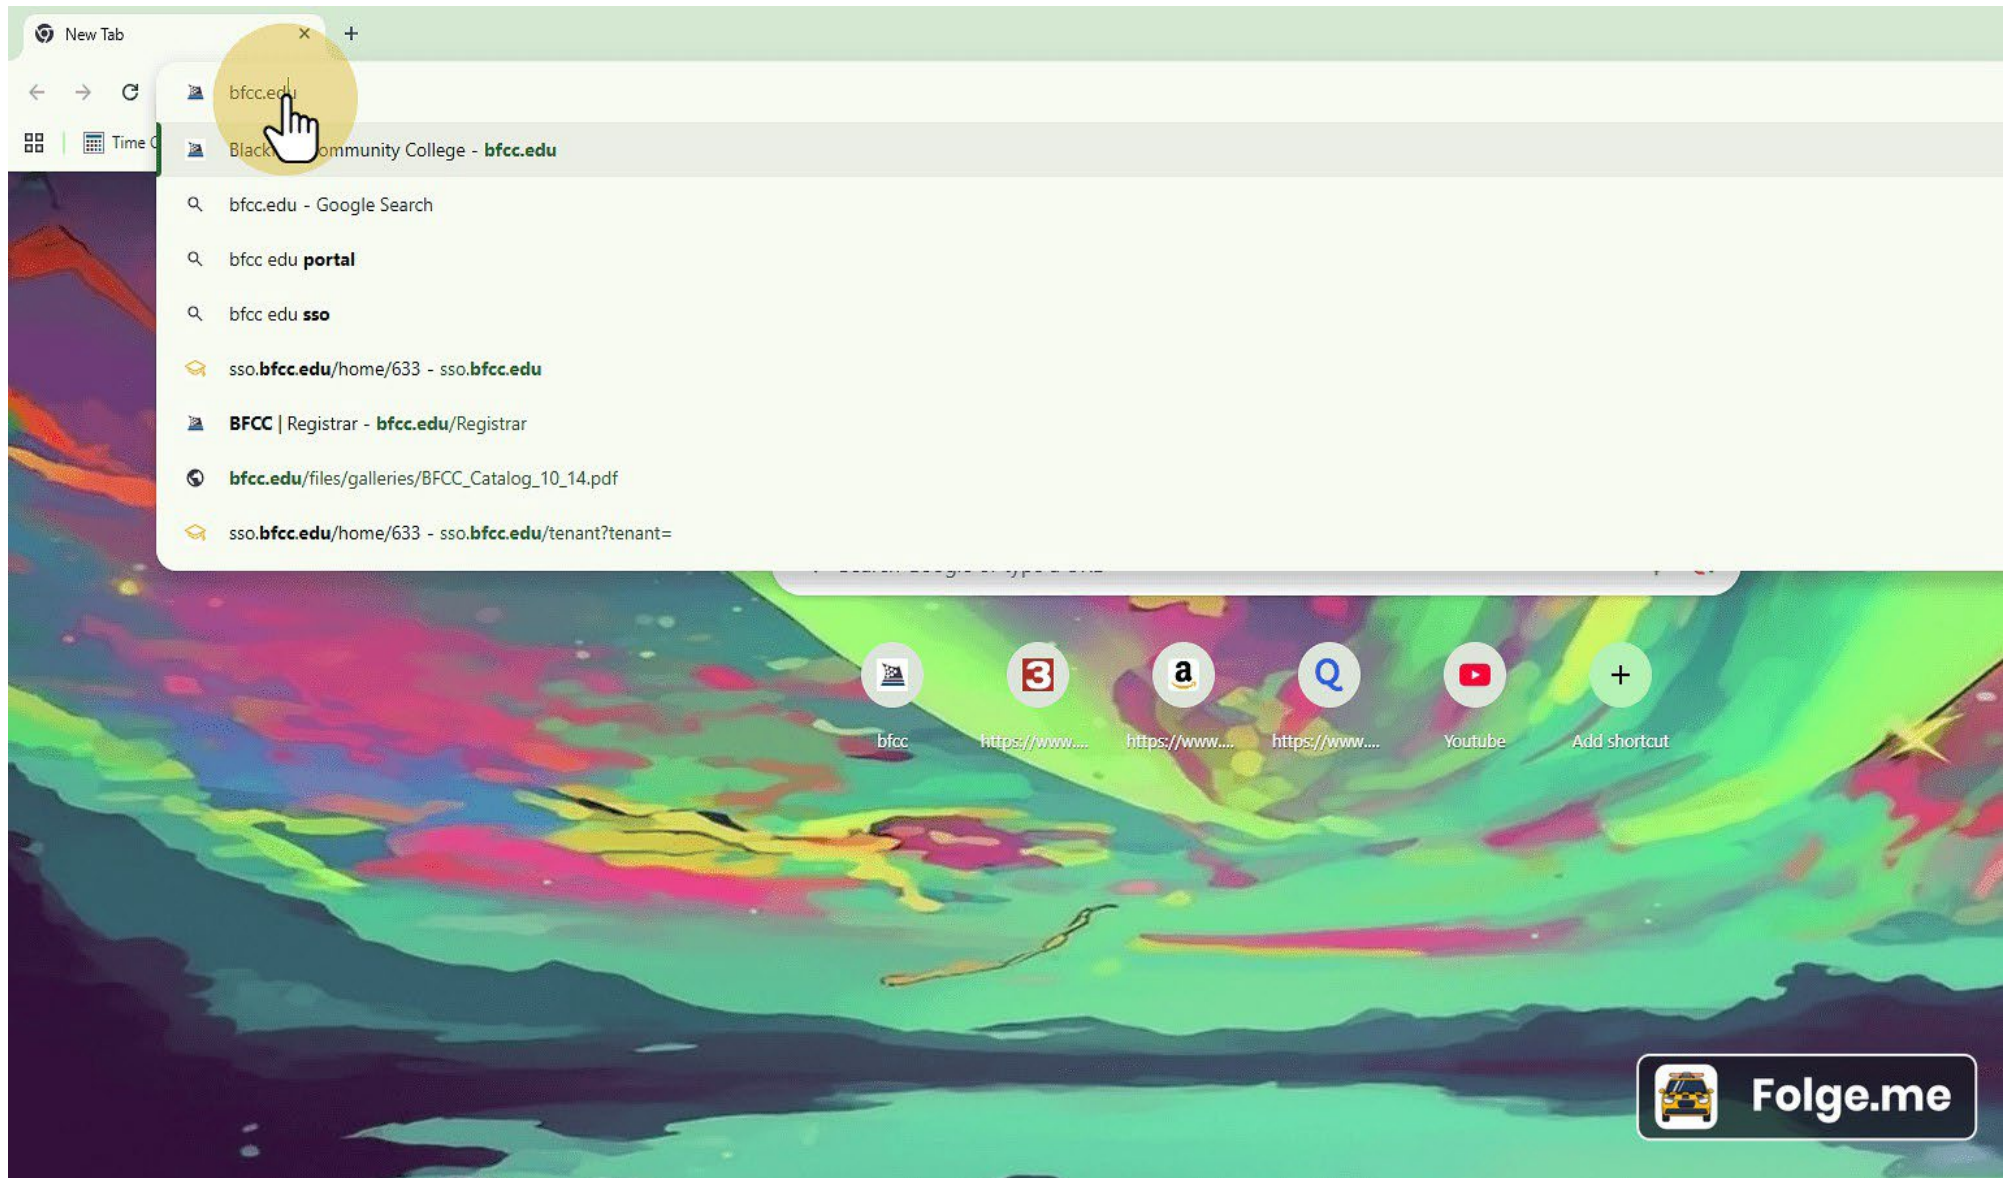 New Tab
bfcc.edu
Time
Community College - bfcc.edu
bfcc.edu - Google Search
bfcc edu portal
bfcc edu sso
sso.bfcc.edu/home/633 - sso.bfcc.edu
BFCC | Registrar - bfcc.edu/Registrar
bfcc.edu/files/galleries/BFCC_Catalog_10_14.pdf
sso.bfcc.edu/home/633 - sso.bfcc.edu/tenant?tenant=
3 a Q
bfcc https://www.... https://www.... https://www.... Youtube Add shortcut
Folge.me